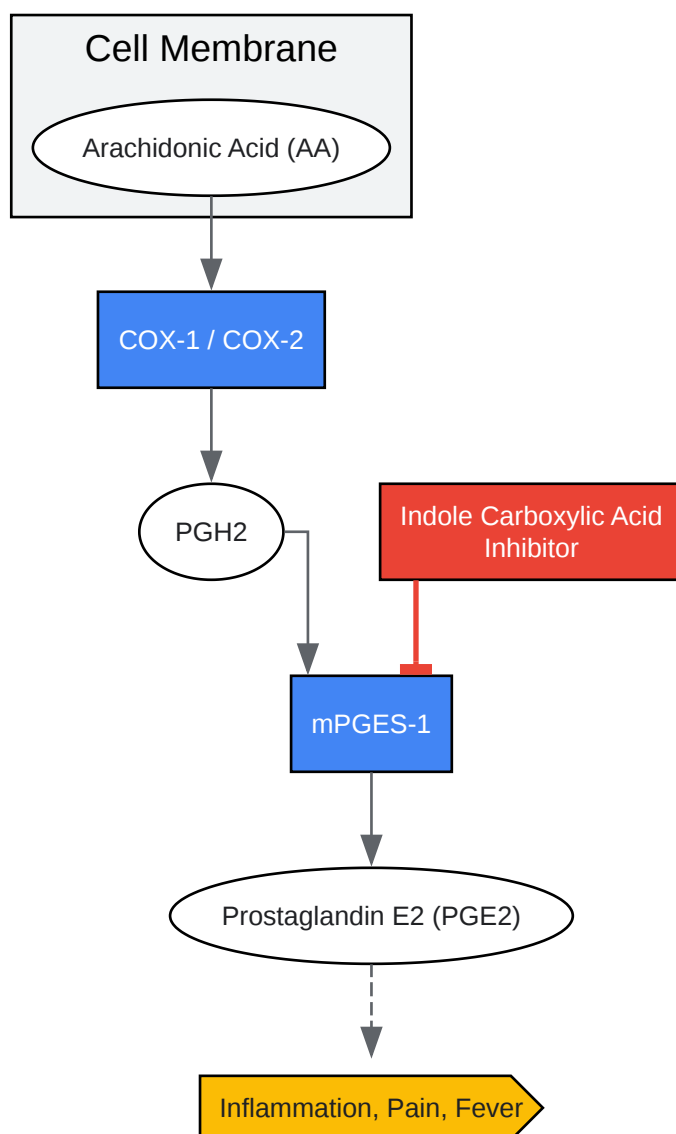 Cell Membrane
Arachidonic Acid (AA)
COX-1 / COX-2
PGH2
Indole Carboxylic Acid
Inhibitor
mPGES-1
Prostaglandin E2 (PGE2)
Inflammation, Pain, Fever